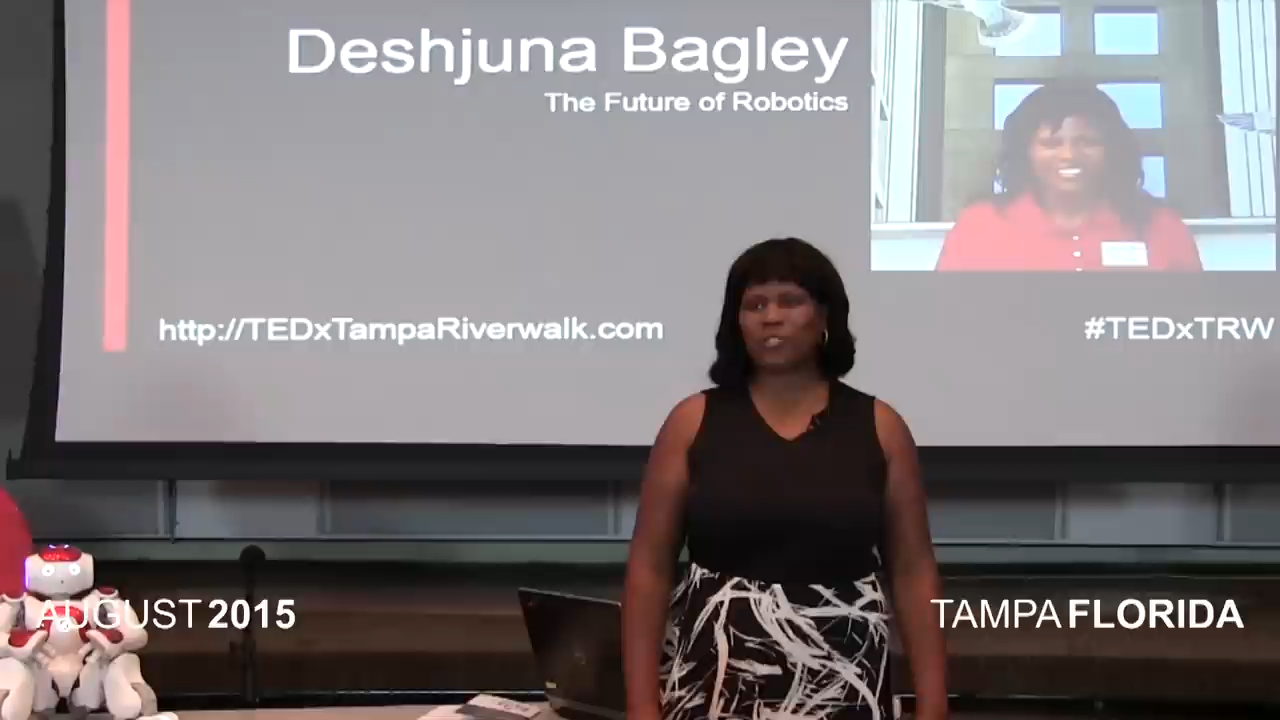 Deshjuna Bagley
The Future of Robotics
http://TEDxTampaRiverwalk.com
#TEDxTRW
AUGUST 2015
TAMPA FLORIDA